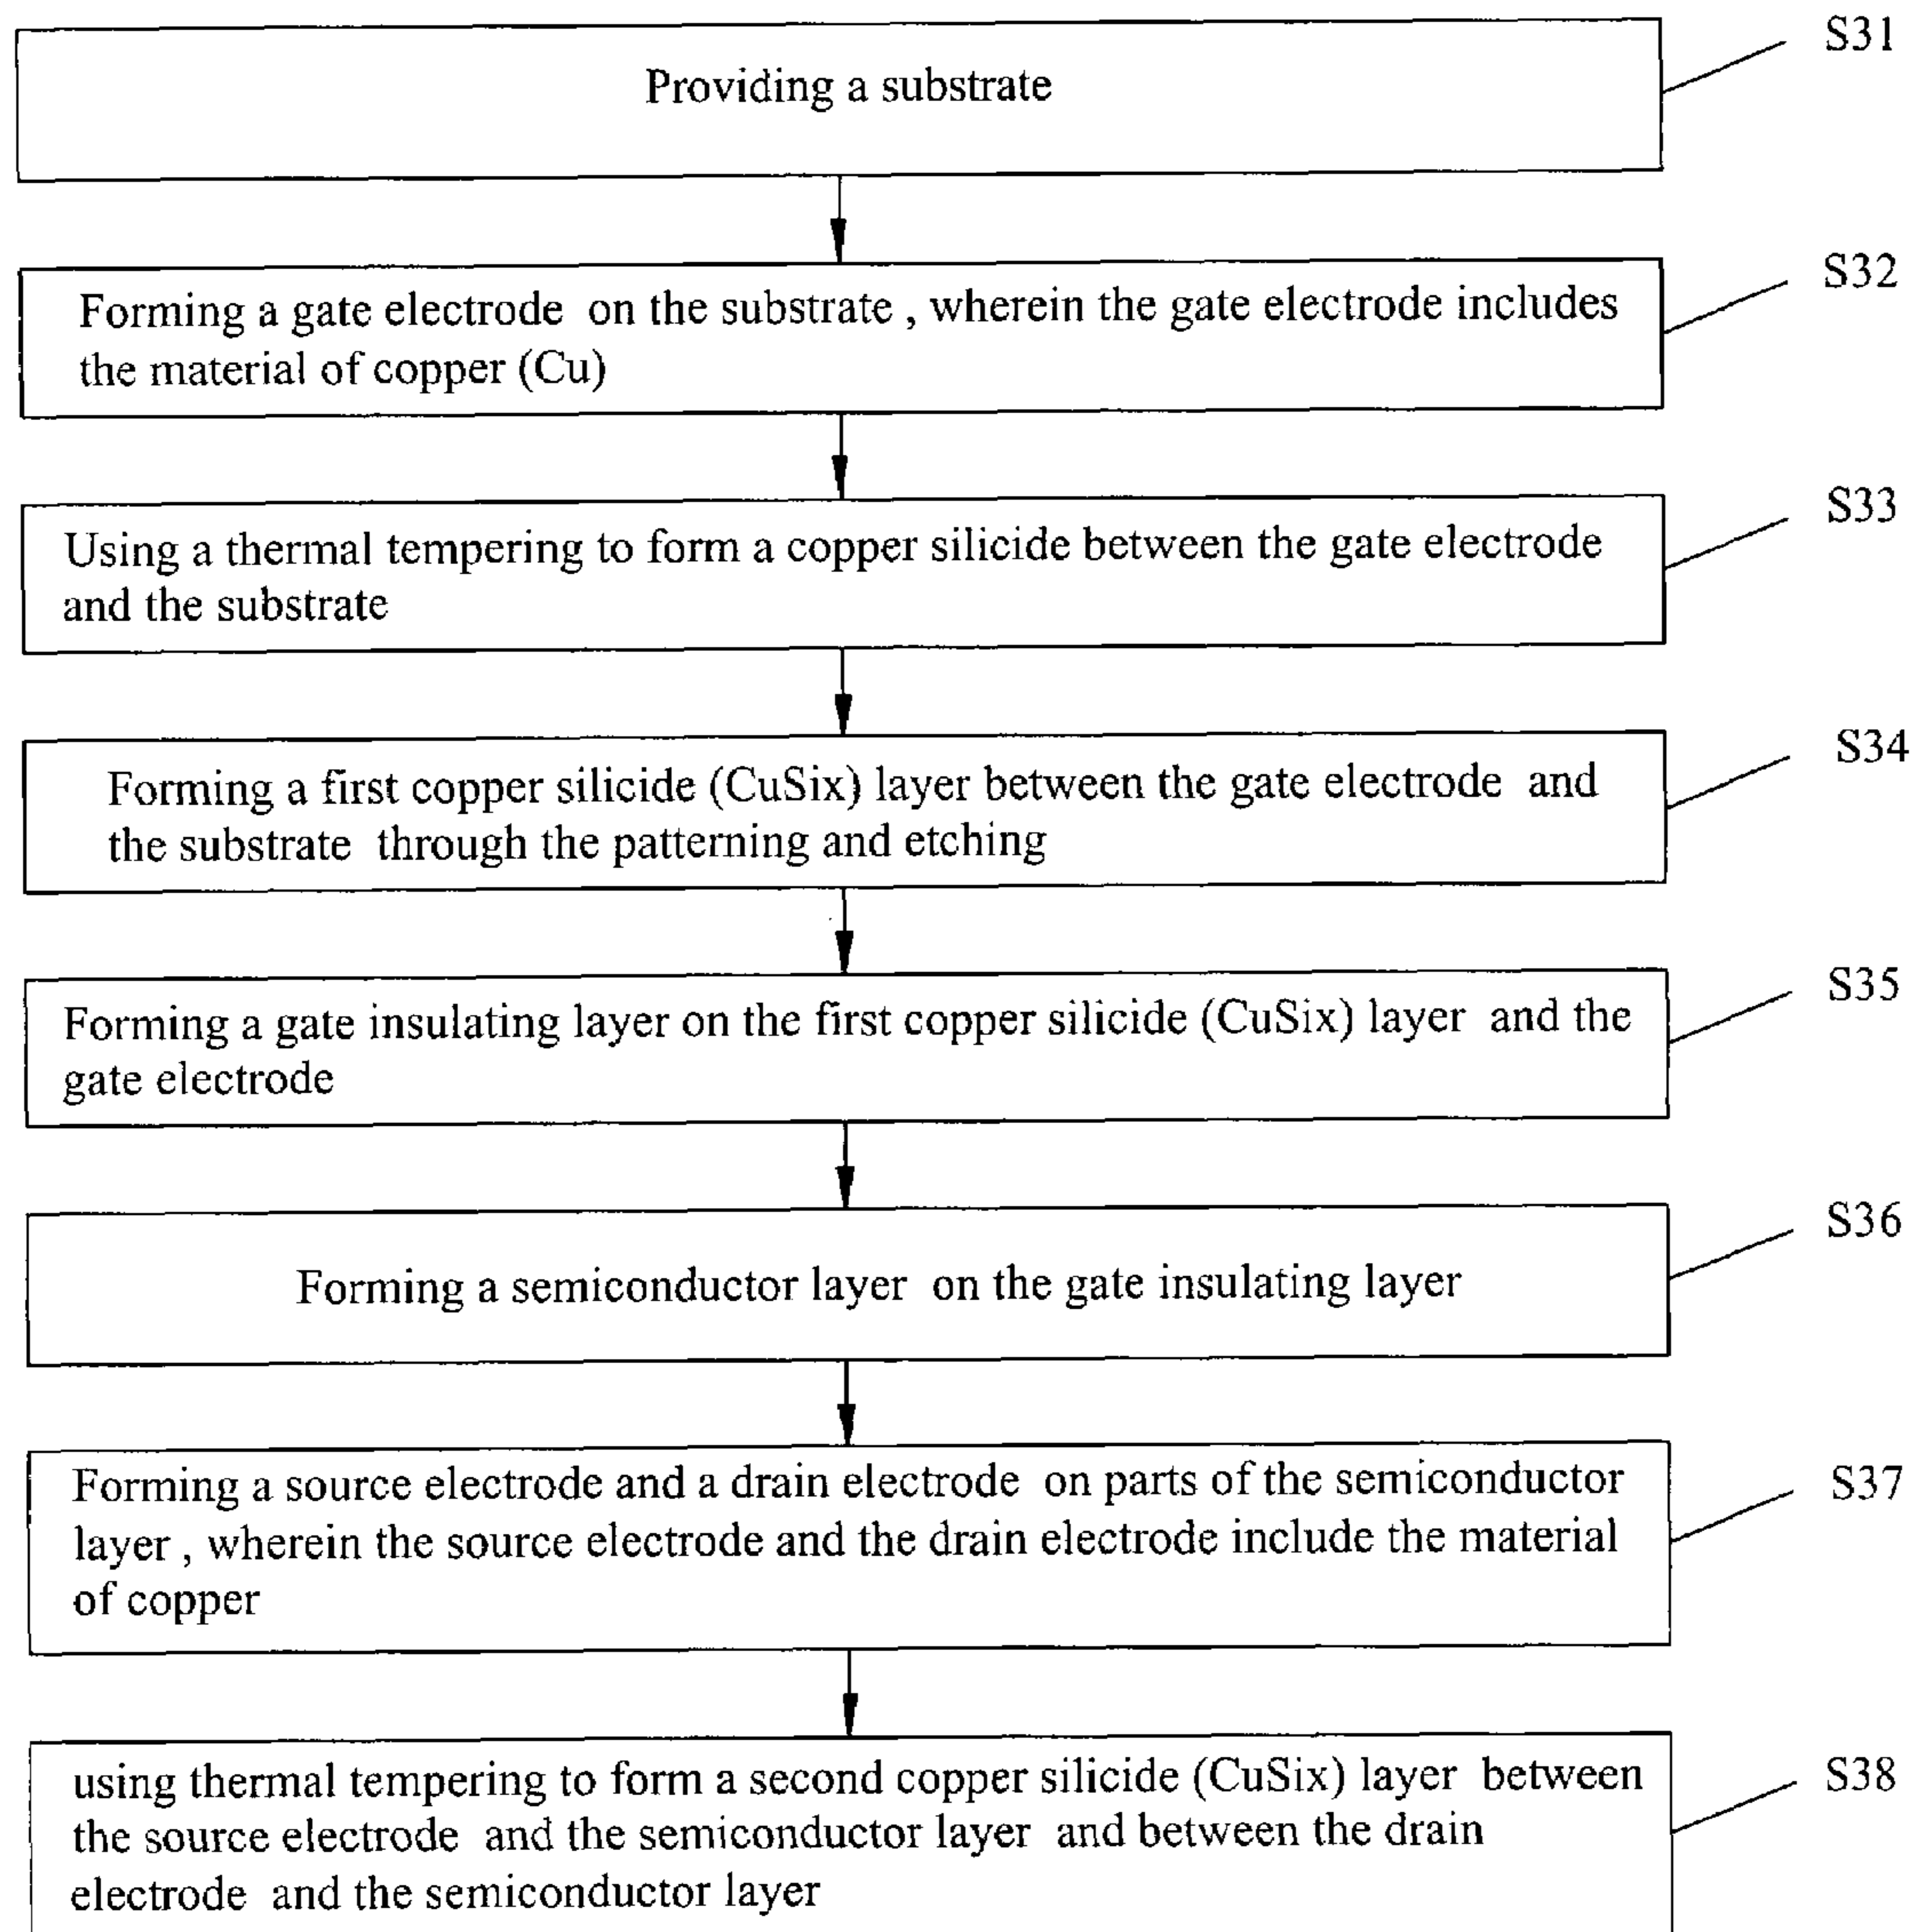 Providing a substrate
S31
Forming a gate electrode on the substrate , wherein the gate electrode includes
the material of copper (Cu)
S32
Using a thermal tempering to form a copper silicide between the gate electrode
and the substrate
S33
Forming a first copper silicide (CuSix) layer between the gate electrode and
the substrate through the patterning and etching
S34
Forming a gate insulating layer on the first copper silicide (CuSix) layer and the
gate electrode
S35
Forming a semiconductor layer on the gate insulating layer
S36
Forming a source electrode and a drain electrode on parts of the semiconductor
layer , wherein the source electrode and the drain electrode include the material
of copper
S37
using thermal tempering to form a second copper silicide (CuSix) layer between
the source electrode and the semiconductor layer and between the drain
electrode and the semiconductor layer
S38